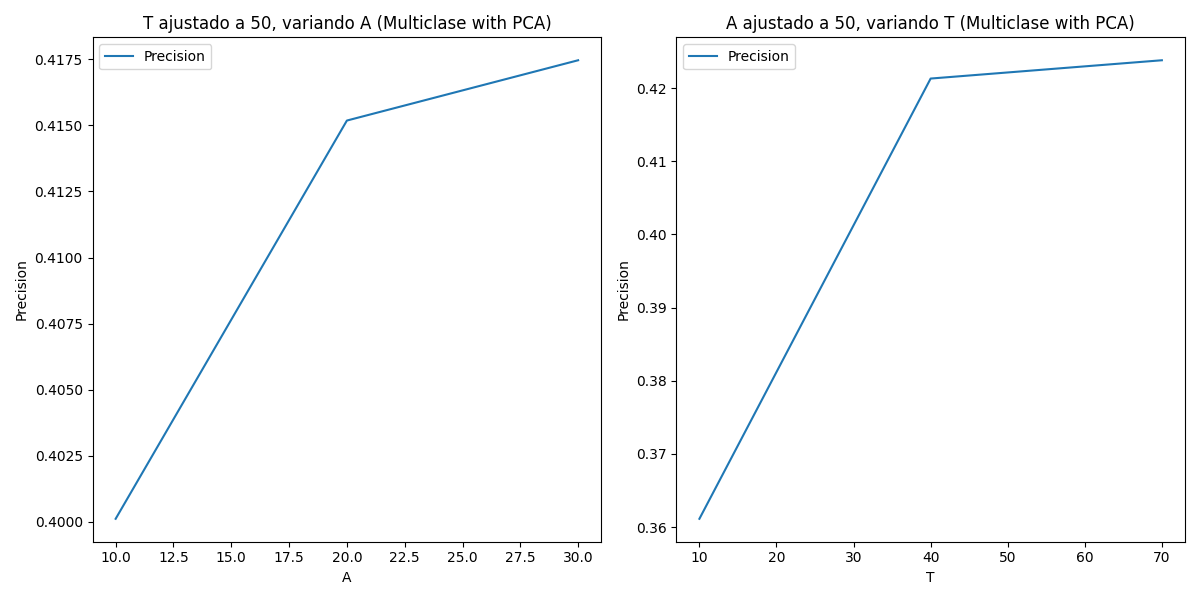 T ajustado a 50, variando A (Multiclase with PCA)
Precision
0.4175
0.4150
0.4125
0.4100
0.4075
0.4050
0.4025
0.4000
Precision
10.0 12.5 15.0 17.5 20.0 22.5 25.0 27.5 30.0
A
A ajustado a 50, variando T (Multiclase with PCA)
Precision
0.42
0.41
0.40
0.39
0.38
0.37
0.36
Precision
10 20 30 40 50 60 70
T